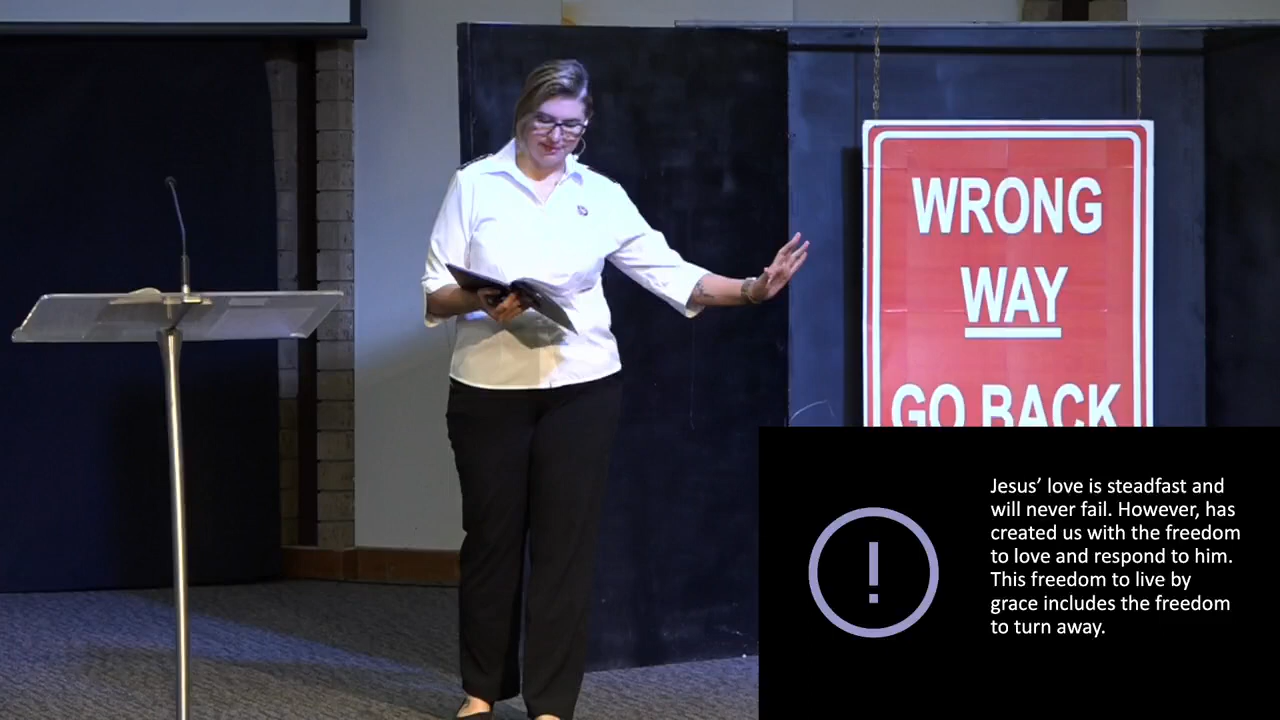 WRONG
WAY
GO BACK
Jesus’ love is steadfast and
will never fail. However, has
created us with the freedom
to love and respond to him.
This freedom to live by
grace includes the freedom
to turn away.